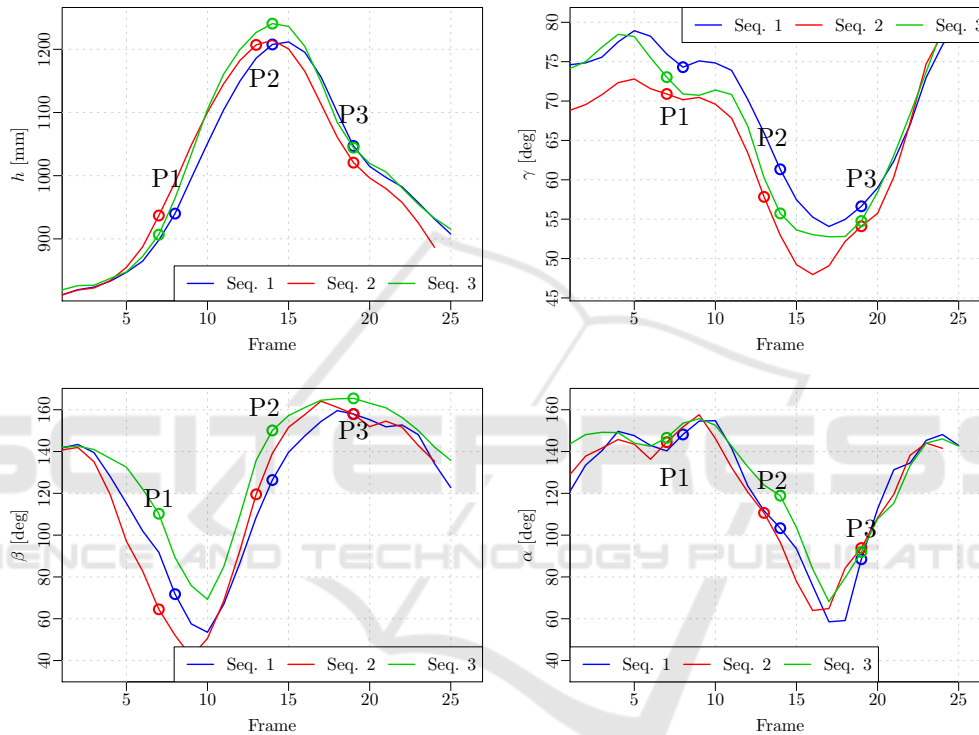 h [mm]
900 1000 1100 1200
P1
P2
P3
Seq. 1 Seq. 2 Seq. 3
5 10 15 20 25
Frame
γ [deg]
45 50 55 60 65 70 75 80
Seq. 1 Seq. 2 Seq. 3
P1
P2
P3
5 10 15 20 25
Frame
β [deg]
40 60 80 100 120 140 160
P1
P2
P3
Seq. 1 Seq. 2 Seq. 3
5 10 15 20 25
Frame
α [deg]
40 60 80 100 120 140 160
P1
P2
P3
Seq. 1 Seq. 2 Seq. 3
5 10 15 20 25
Frame